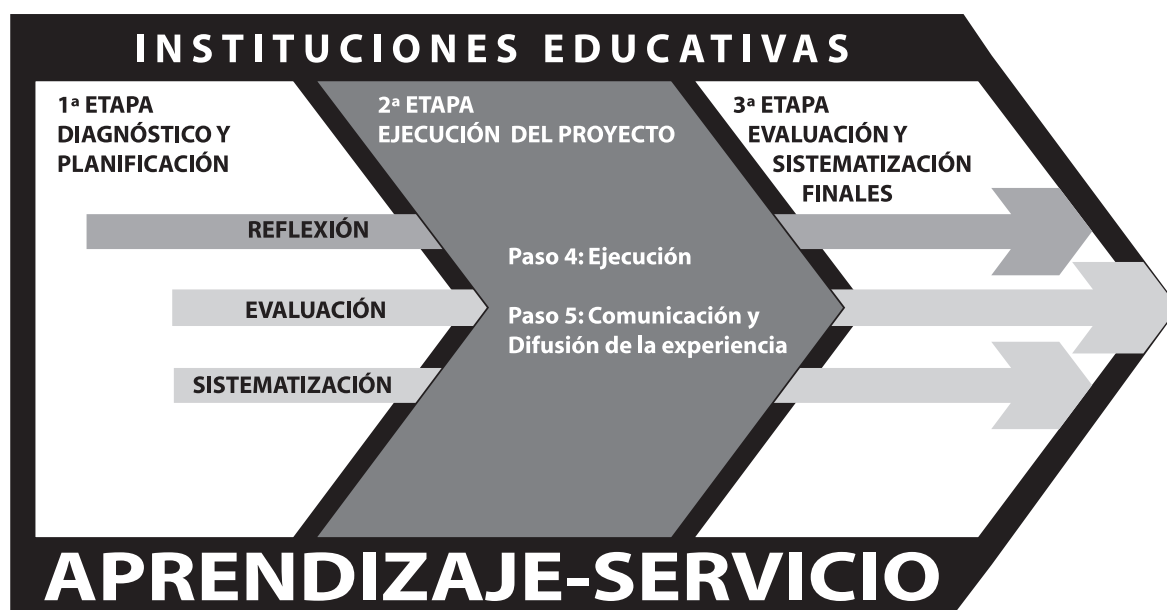 INSTITUCIONES EDUCATIVAS
1ª ETAPA
DIAGNÓSTICO Y
PLANIFICACIÓN
2ª ETAPA
EJECUCIÓN DEL PROYECTO
3ª ETAPA
EVALUACIÓN Y
SISTEMATIZACIÓN
FINALES
REFLEXIÓN
EVALUACIÓN
SISTEMATIZACIÓN
Paso 4: Ejecución
Paso 5: Comunicación y
Difusión de la experiencia
APRENDIZAJE-SERVICIO